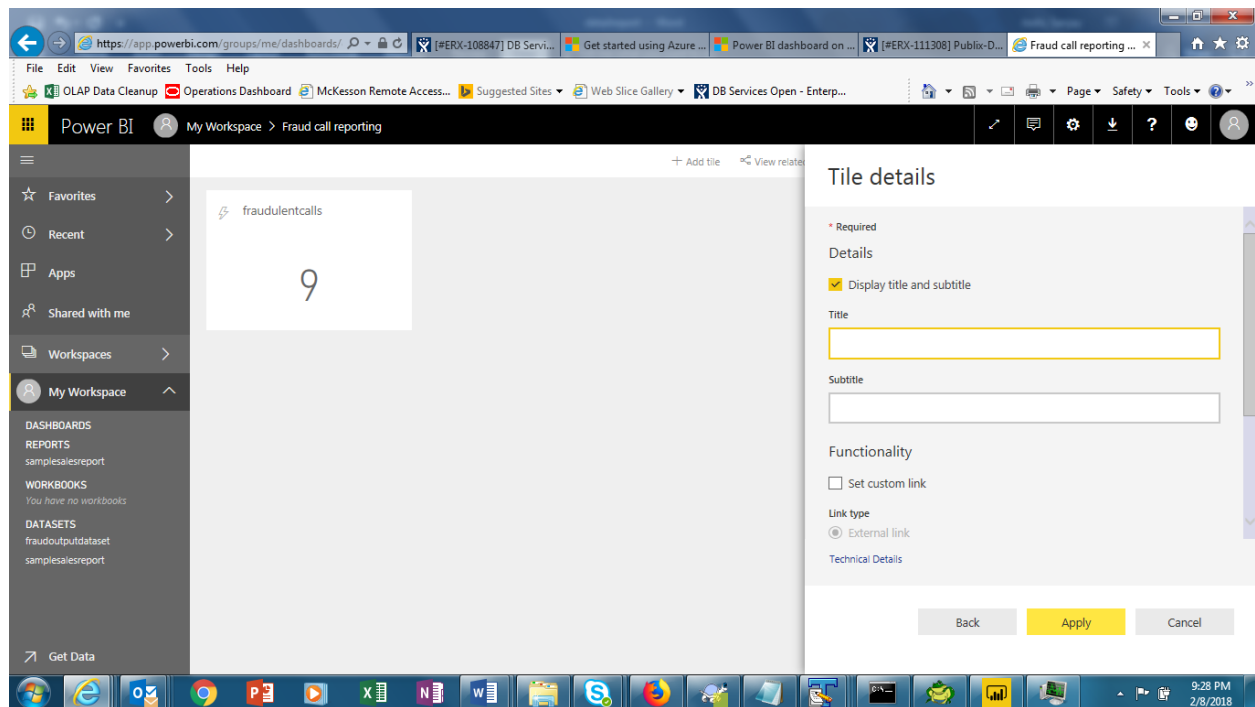 https://app.powerbi.com/groups/me/dashboards/
[#ERX-108847] DB Servi...
Get started using Azure ...
Power BI dashboard on ...
[#ERX-111308] Publix-D...
Fraud call reporting ...
File Edit View Favorites Tools Help
OLAP Data Cleanup
Operations Dashboard
McKesson Remote Access...
Suggested Sites
Web Slice Gallery
DB Services Open - Enterp...
Page Safety Tools
Power BI
My Workspace > Fraud call reporting
+ Add tile
View relate
Tile details
Favorites
Recent
Apps
Shared with me
Workspaces
My Workspace
DASHBOARDS
REPORTS
samplesalesreport
WORKBOOKS
You have no workbooks
DATASETS
fraudoutputdataset
samplesalesreport
Get Data
fraudulentcalls
9
* Required
Details
Display title and subtitle
Title
Subtitle
Functionality
Set custom link
Link type
External link
Technical Details
Back
Apply
Cancel
9:28 PM
2/8/2018